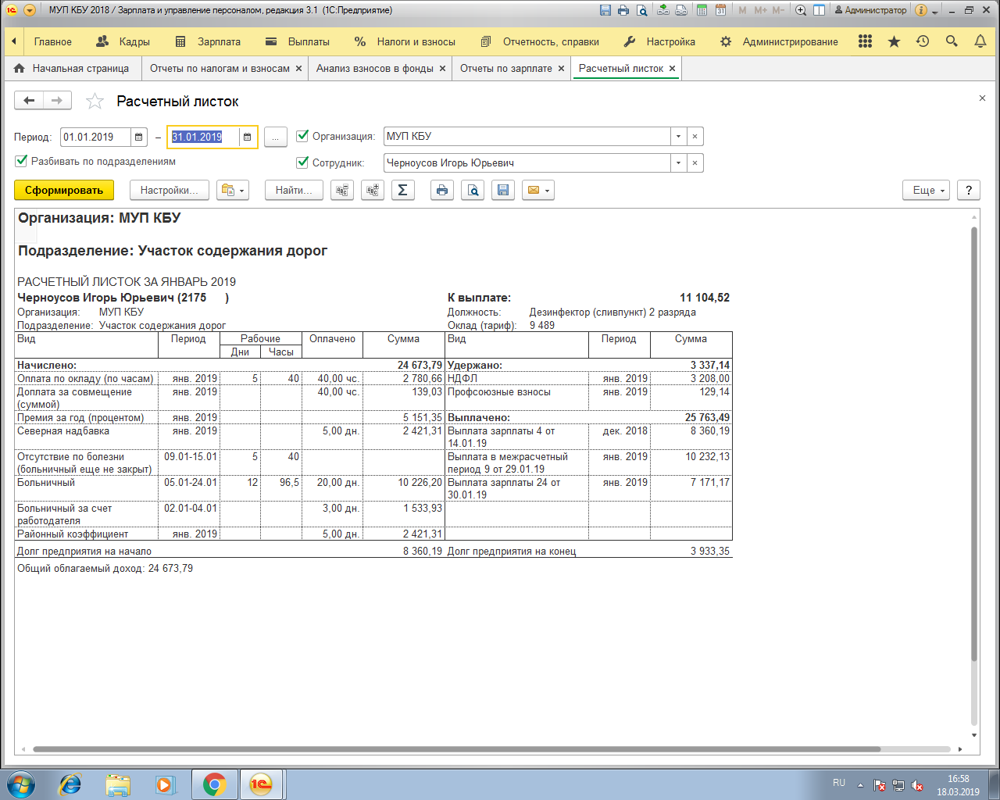 МУП КБУ 2018 / Зарплата и управление персоналом, редакция 3.1 (1С:Предприятие)
M M+ M- Администратор
Главное Кадры Зарплата Выплаты Налоги и взносы Отчетность, справки Настройка Администрирование
Начальная страница Отчеты по налогам и взносам Анализ взносов в фонды Отчеты по зарплате Расчетный листок
Расчетный листок
Период: 01.01.2019 – 31.01.2019 ... Организация: МУП КБУ
Разбивать по подразделениям Сотрудник: Черноусов Игорь Юрьевич
Сформировать Настройки... Найти... Σ Еще ?
Организация: МУП КБУ
Подразделение: Участок содержания дорог
РАСЧЕТНЫЙ ЛИСТОК ЗА ЯНВАРЬ 2019
Черноусов Игорь Юрьевич (2175 ) К выплате: 11 104,52
Организация: МУП КБУ Должность: Дезинфектор (сливпункт) 2 разряда
Подразделение: Участок содержания дорог Оклад (тариф): 9 489
Вид Период Рабочие Оплачено Сумма Вид Период Сумма
Дни Часы
Начислено: 24 673,79 Удержано: 3 337,14
Оплата по окладу (по часам) янв. 2019 5 40 40,00 чс. 2 780,66 НДФЛ янв. 2019 3 208,00
Доплата за совмещение янв. 2019 40,00 чс. 139,03 Профсоюзные взносы янв. 2019 129,14
(суммой)
Премия за год (процентом) янв. 2019 5 151,35 Выплачено: 25 763,49
Северная надбавка янв. 2019 5,00 дн. 2 421,31 Выплата зарплаты 4 от дек. 2018 8 360,19
14.01.19
Отсутствие по болезни 09.01-15.01 5 40 Выплата в межрасчетный янв. 2019 10 232,13
(больничный еще не закрыт) период 9 от 29.01.19
Больничный 05.01-24.01 12 96,5 20,00 дн. 10 226,20 Выплата зарплаты 24 от янв. 2019 7 171,17
30.01.19
Больничный за счет 02.01-04.01 3,00 дн. 1 533,93
работодателя
Районный коэффициент янв. 2019 5,00 дн. 2 421,31
Долг предприятия на начало 8 360,19 Долг предприятия на конец 3 933,35
Общий облагаемый доход: 24 673,79
RU 16:58
18.03.2019